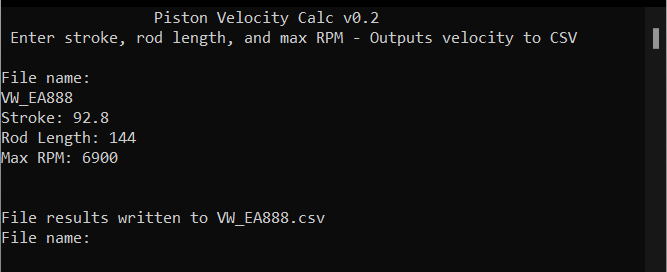 Piston Velocity Calc v0.2
Enter stroke, rod length, and max RPM - Outputs velocity to CSV
File name:
VW_EA888
Stroke: 92.8
Rod Length: 144
Max RPM: 6900
File results written to VW_EA888.csv
File name: